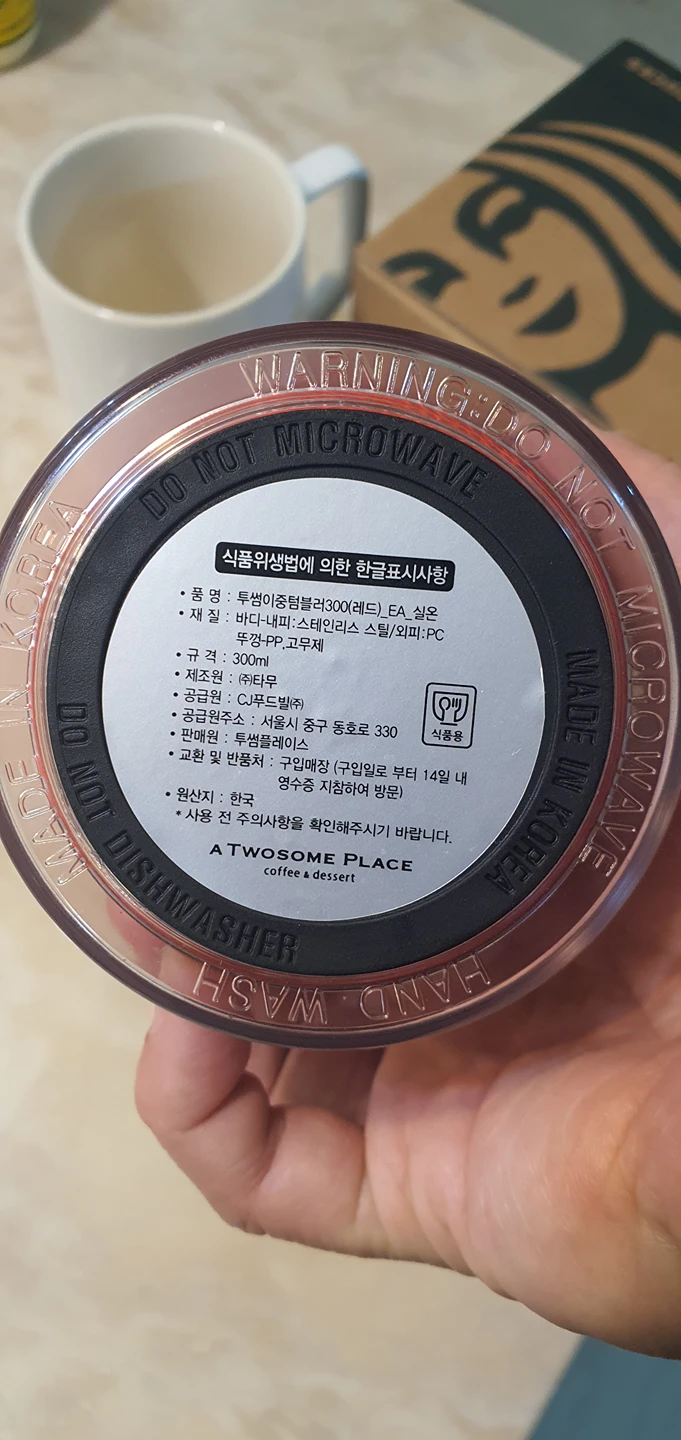 WARNING:DO NOT MICROWAVE
HAND WASH
MADE IN KOREA
DO NOT MICROWAVE
MADE IN KOREA
DO NOT DISHWASHER
식품위생법에 의한 한글표시사항
• 품 명 : 투썸이중텀블러300(레드)_EA_실온
• 재 질 : 바디-내피:스테인리스 스틸/외피:PC
뚜껑-PP,고무제
• 규 격 : 300ml
• 제조원 : ㈜타무
• 공급원 : CJ푸드빌㈜
• 공급원주소 : 서울시 중구 동호로 330
• 판매원 : 투썸플레이스
• 교환 및 반품처 : 구입매장 (구입일로 부터 14일 내
영수증 지참하여 방문)
• 원산지 : 한국
* 사용 전 주의사항을 확인해주시기 바랍니다.
식품용
A TWOSOME PLACE
coffee & dessert